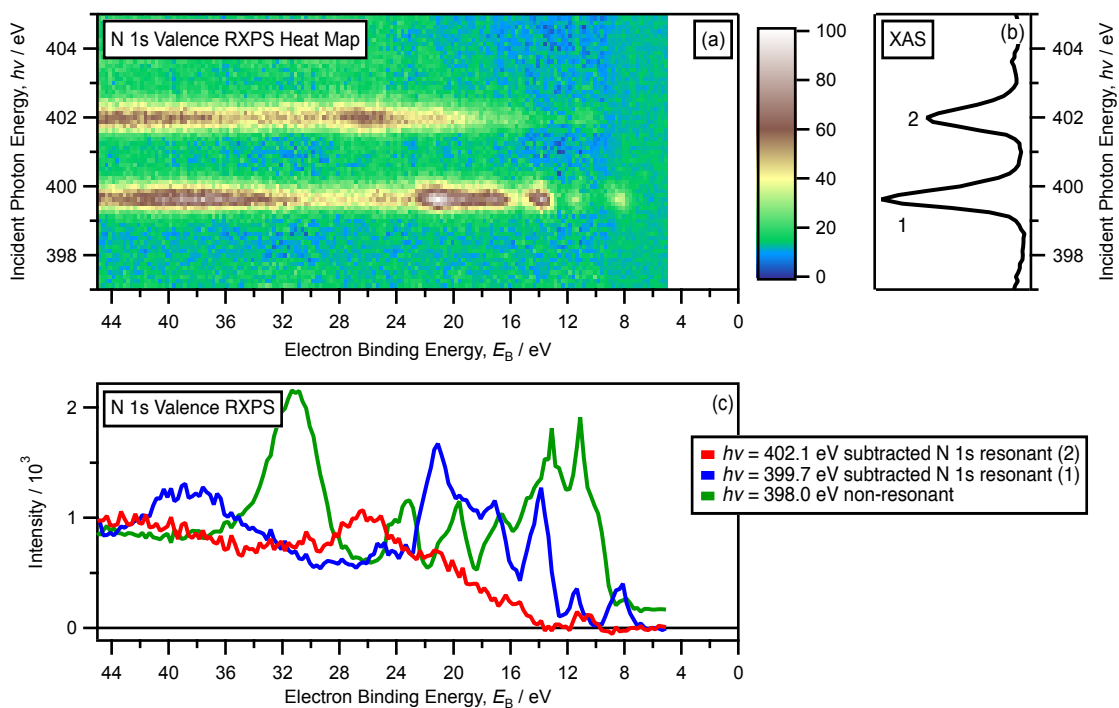 N 1s Valence RXPS Heat Map
(a)
Incident Photon Energy, hv / eV
404
402
400
398
44 40 36 32 28 24 20 16 12 8 4 0
Electron Binding Energy, E_B / eV
100
80
60
40
20
0
XAS
(b)
2
1
404
402
400
398
Incident Photon Energy, hv / eV
N 1s Valence RXPS
(c)
Intensity / 10³
2
1
0
44 40 36 32 28 24 20 16 12 8 4 0
Electron Binding Energy, E_B / eV
hv = 402.1 eV subtracted N 1s resonant (2)
hv = 399.7 eV subtracted N 1s resonant (1)
hv = 398.0 eV non-resonant